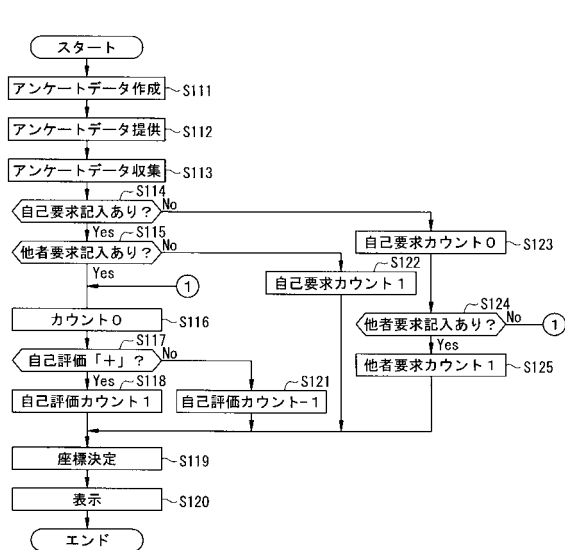 スタート
アンケートデータ作成 S111
アンケートデータ提供 S112
アンケートデータ収集 S113
S114
自己要求記入あり？ No
Yes S115
他者要求記入あり？ No
自己要求カウント0 S123
Yes
S122
自己要求カウント1
1
S124
カウント0 S116
他者要求記入あり？ No 1
S117
自己評価「＋」？ No
Yes
Yes S118
S121
他者要求カウント1 S125
自己評価カウント1
自己評価カウント-1
座標決定 S119
表示 S120
エンド